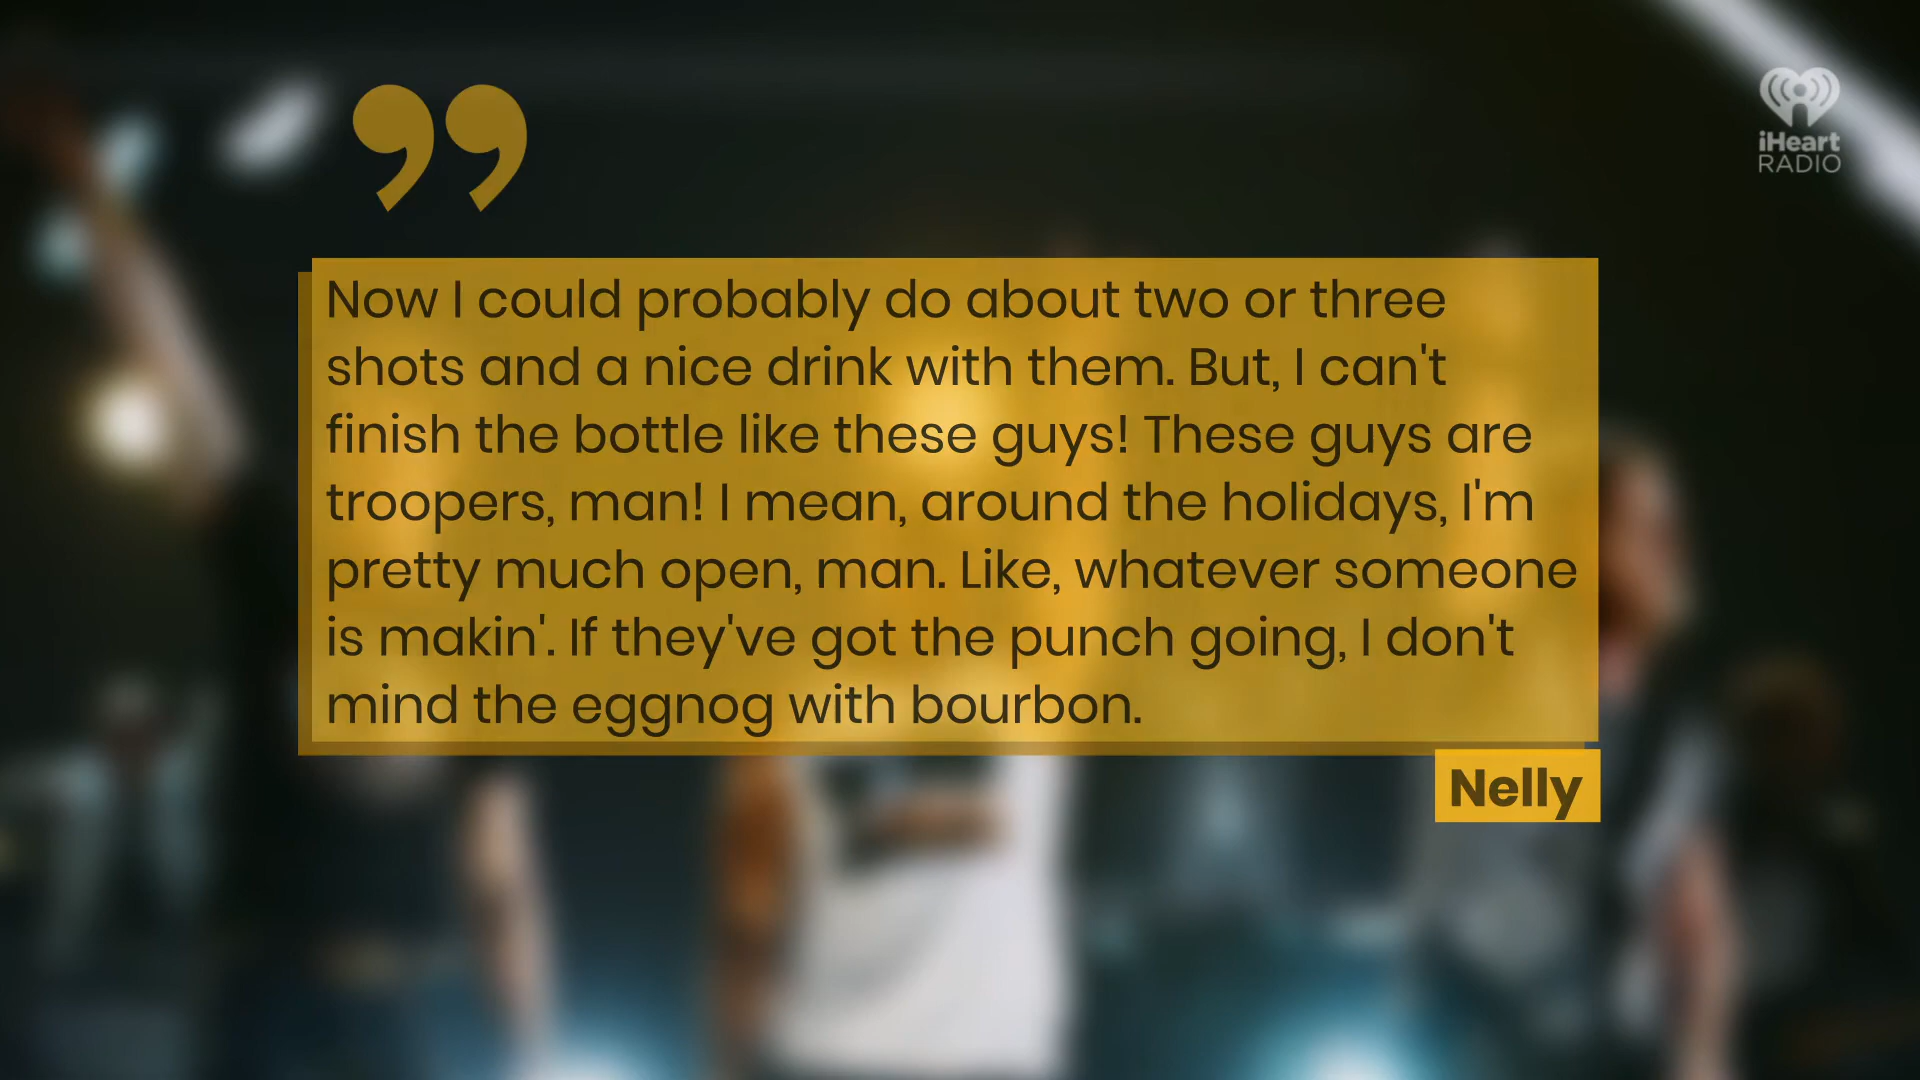 iHeart
RADIO
Now I could probably do about two or three
shots and a nice drink with them. But, I can't
finish the bottle like these guys! These guys are
troopers, man! I mean, around the holidays, I'm
pretty much open, man. Like, whatever someone
is makin'. If they've got the punch going, I don't
mind the eggnog with bourbon.
Nelly